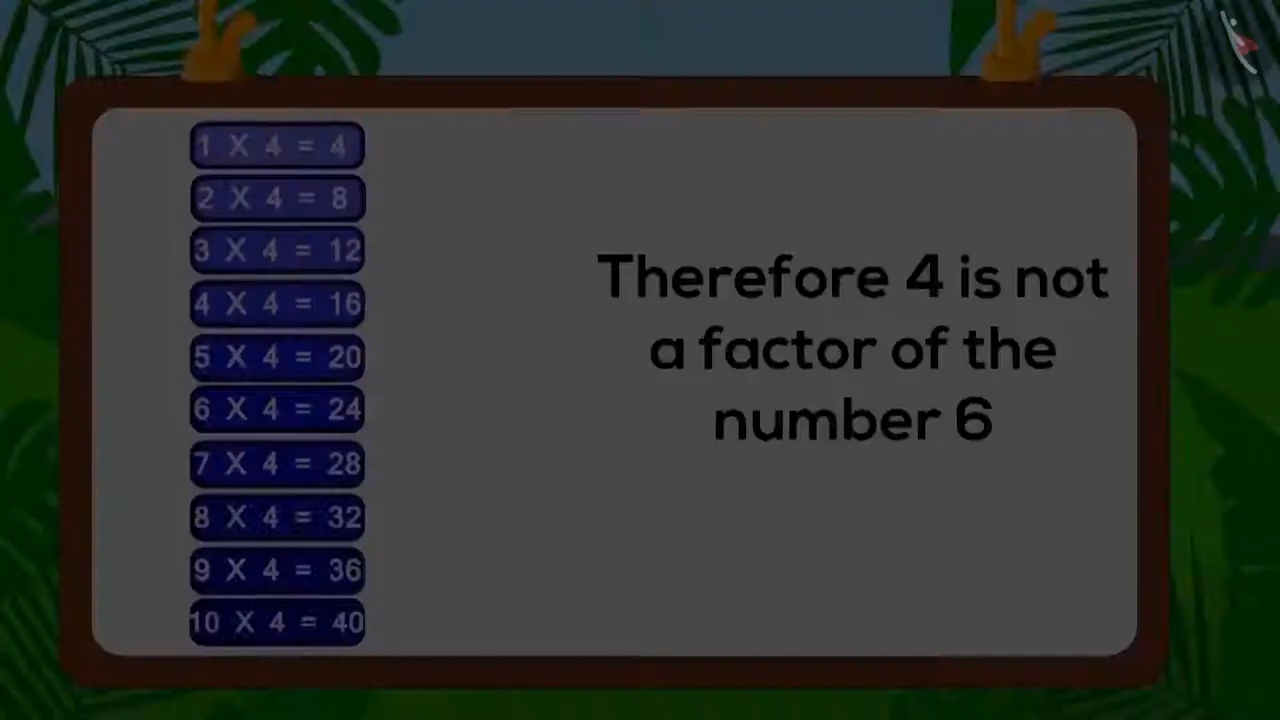 1 X 4 = 4
2 X 4 = 8
3 X 4 = 12
4 X 4 = 16
5 X 4 = 20
6 X 4 = 24
7 X 4 = 28
8 X 4 = 32
9 X 4 = 36
10 X 4 = 40
Therefore 4 is not
a factor of the
number 6